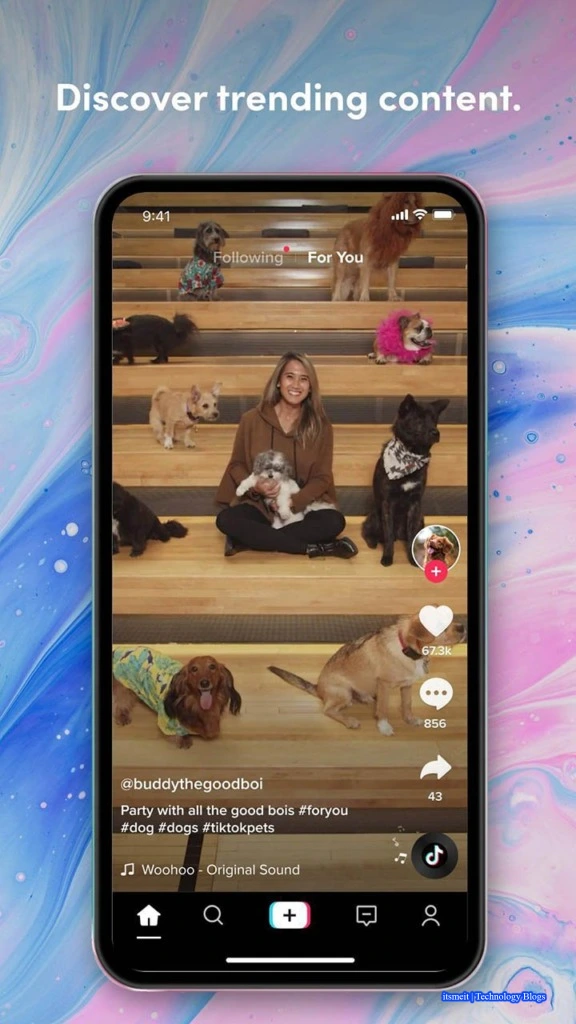 Discover trending content.
9:41
Following For You
67.3k
856
43
@buddythegoodboi
Party with all the good bois #foryou
#dog #dogs #tiktokpets
Woohoo - Original Sound
itsmeit | Technology Blogs